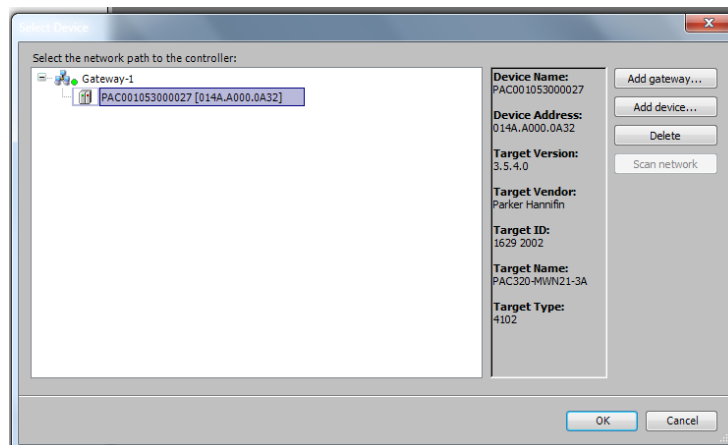 Select Device
Select the network path to the controller:
Gateway-1
PAC001053000027 [014A.A000.0A32]
Device Name:
PAC001053000027
Device Address:
014A.A000.0A32
Target Version:
3.5.4.0
Target Vendor:
Parker Hannifin
Target ID:
1629 2002
Target Name:
PAC320-MWN21-3A
Target Type:
4102
Add gateway...
Add device...
Delete
Scan network
OK
Cancel